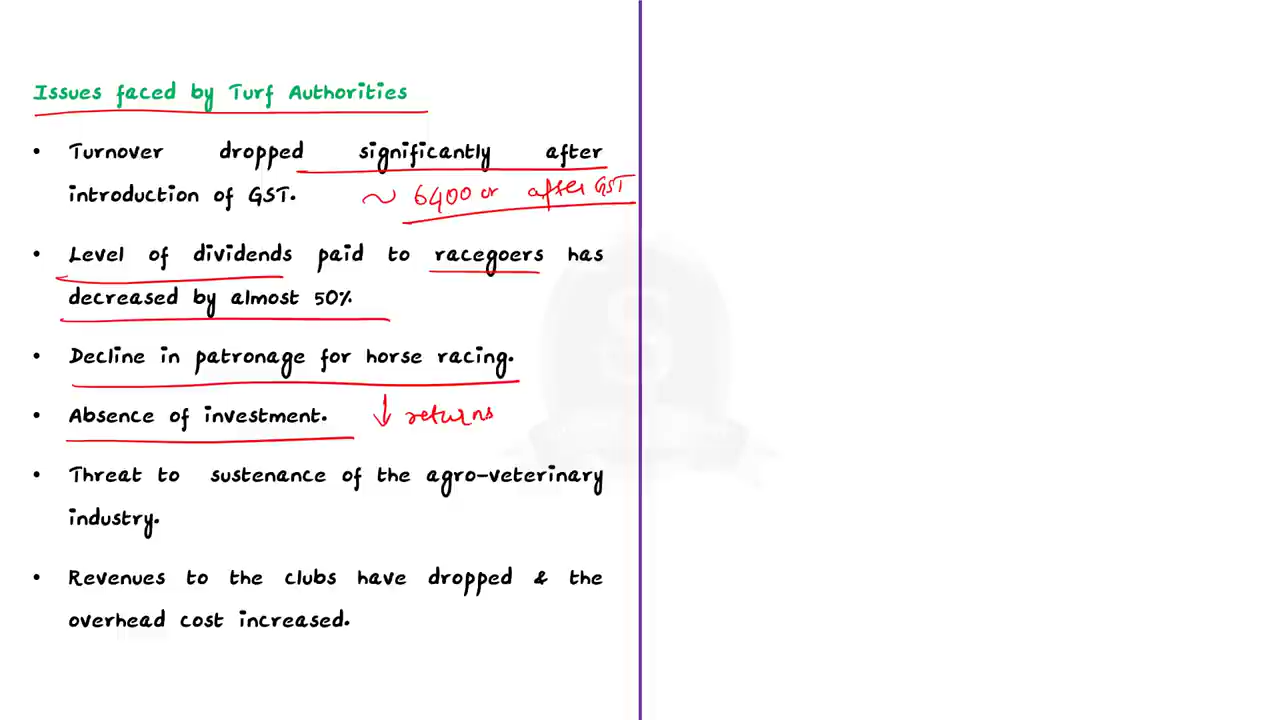 Issues faced by Turf Authorities
• Turnover dropped significantly after
introduction of GST. ~ 6400 cr after GST
• Level of dividends paid to racegoers has
decreased by almost 50%
• Decline in patronage for horse racing.
• Absence of investment. ↓ returns
• Threat to sustenance of the agro-veterinary
industry.
• Revenues to the clubs have dropped & the
overhead cost increased.